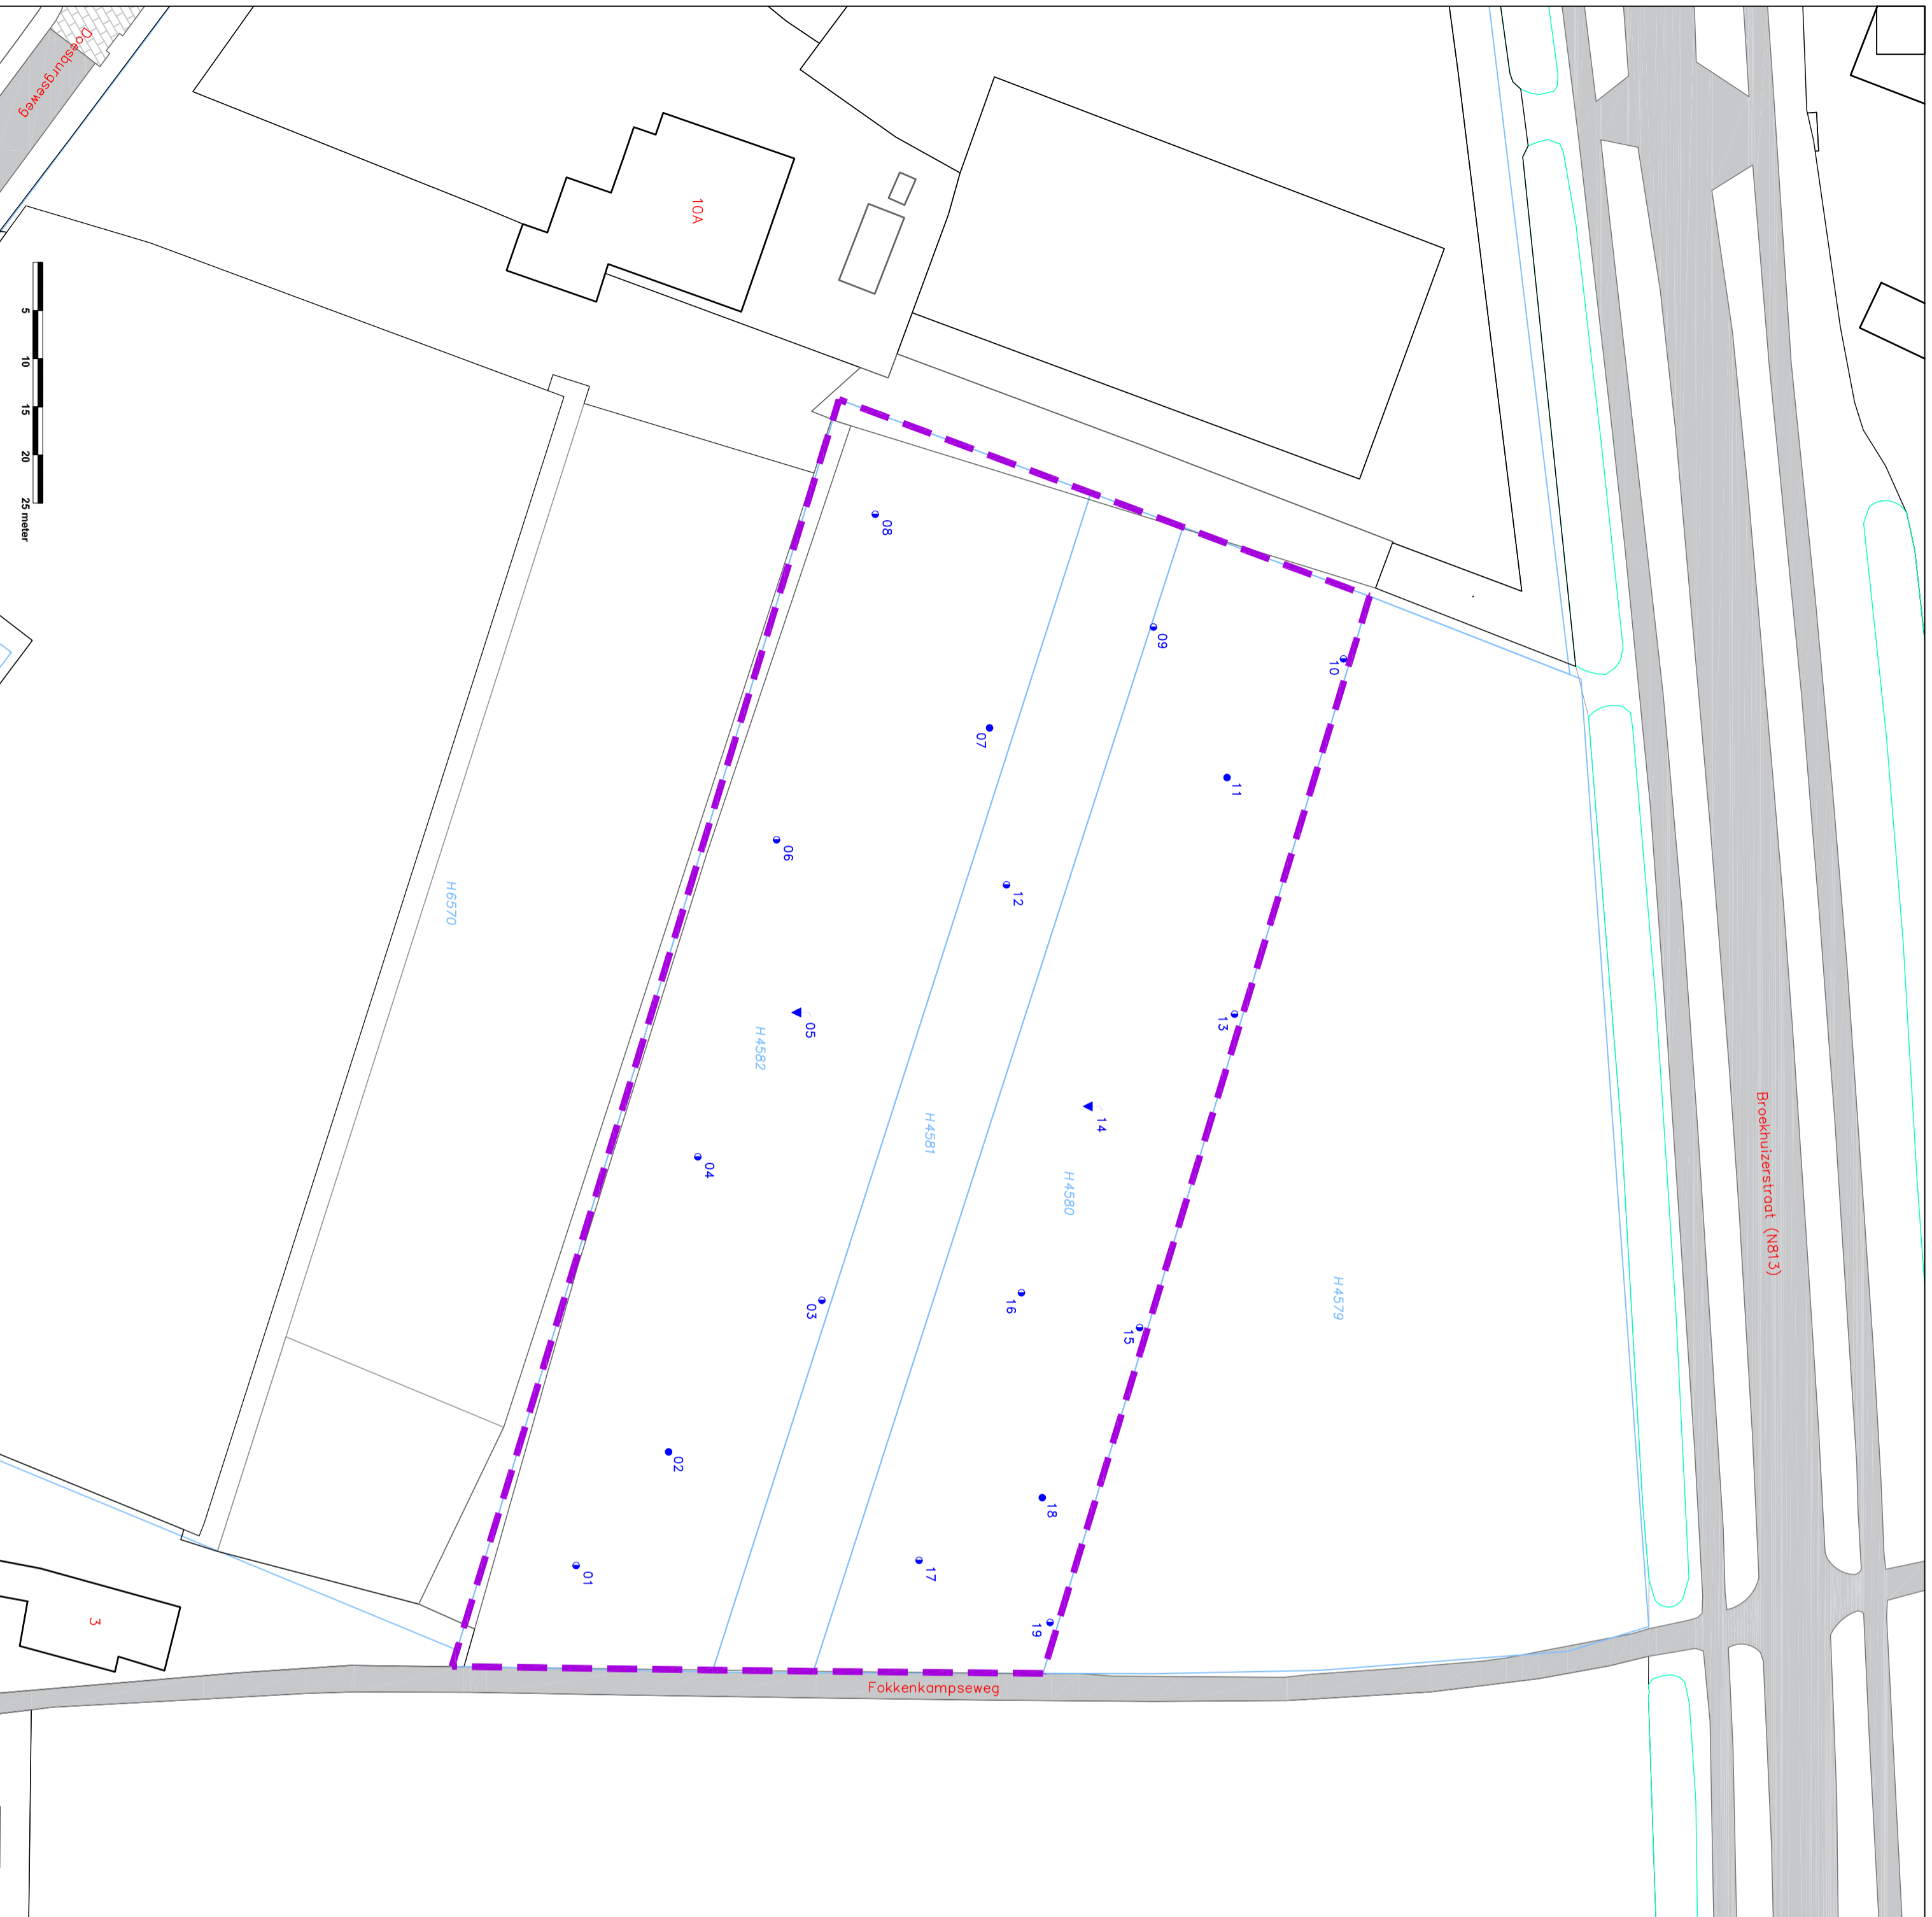 Doesburgseweg
10A
5
10
15
20
25 meter
08
09
10
07
11
06
12
H6570
05
13
H4582
14
H4581
04
H4580
Broekhuizerstraat (N813)
03
16
15
H4579
02
18
01
17
19
3
Fokkenkampseweg